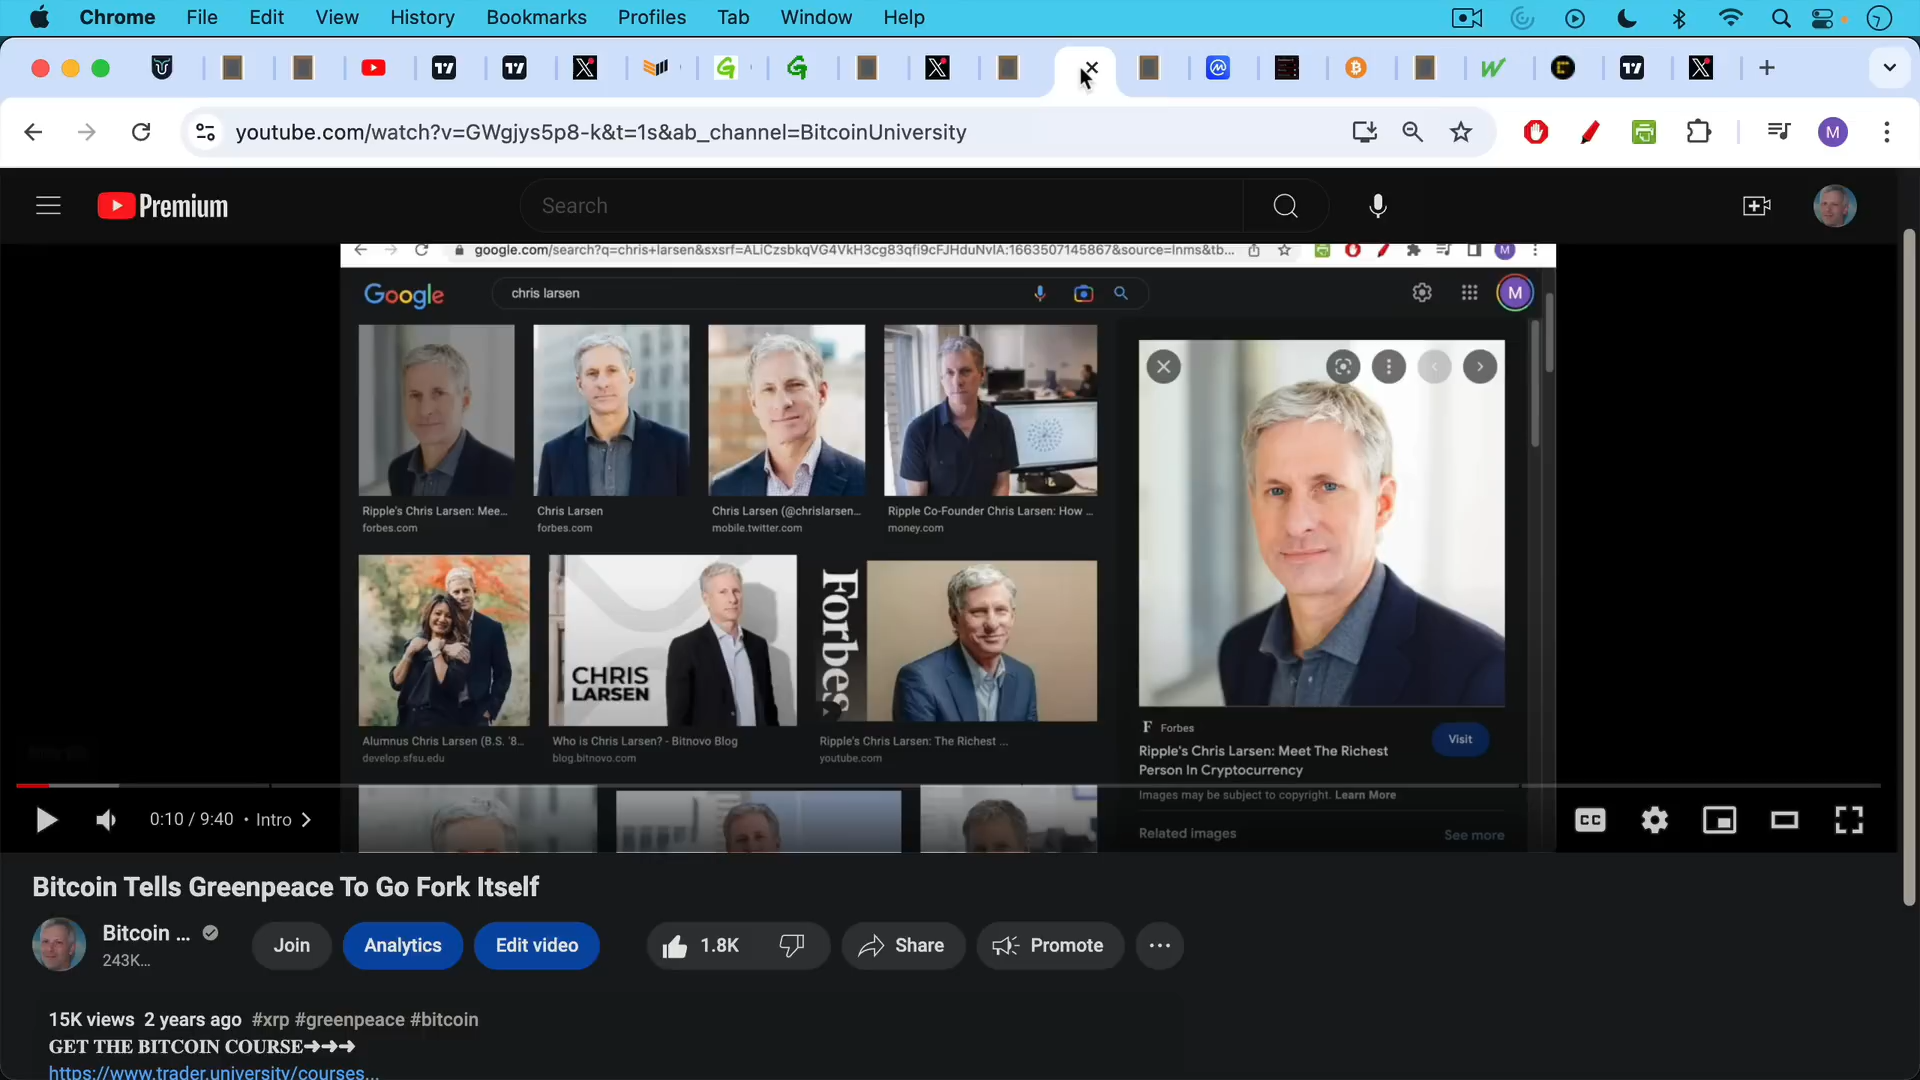 Chrome File Edit View History Bookmarks Profiles Tab Window Help
youtube.com/watch?v=GWgjys5p8-k&t=1s&ab_channel=BitcoinUniversity
M
Premium
Search
google.com/search?q=chris+larsen&sxsrf=ALiCzsbkqVG4VkH3cg83qfi9cFJHduNvIA:1663507145867&source=lnms&tb...
M
Google
chris larsen
M
Ripple's Chris Larsen: Mee...
forbes.com
Chris Larsen
forbes.com
Chris Larsen (@chrislarsen...
mobile.twitter.com
Ripple Co-Founder Chris Larsen: How ...
money.com
CHRIS
LARSEN
Forbes
Alumnus Chris Larsen (B.S. '8...
develop.sfsu.edu
Who is Chris Larsen? - Bitnovo Blog
blog.bitnovo.com
Ripple's Chris Larsen: The Richest ...
youtube.com
F Forbes
Ripple's Chris Larsen: Meet The Richest
Person In Cryptocurrency
Visit
Images may be subject to copyright. Learn More
Related images
See more
0:10 / 9:40 • Intro
CC
Bitcoin Tells Greenpeace To Go Fork Itself
Bitcoin ...
243K...
Join
Analytics
Edit video
1.8K
Share
Promote
15K views 2 years ago #xrp #greenpeace #bitcoin
GET THE BITCOIN COURSE➔➔➔
https://www.trader.university/courses...